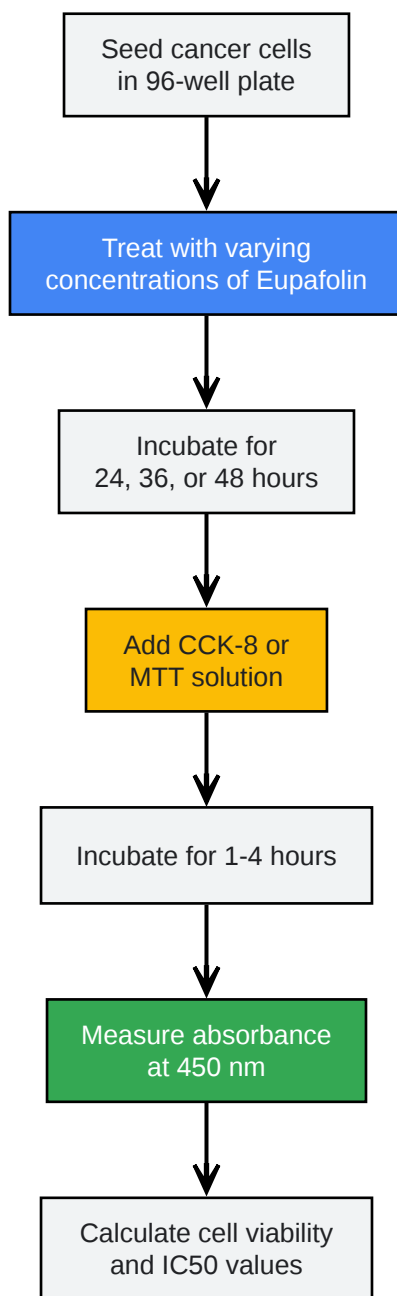 Seed cancer cells
in 96-well plate
Treat with varying
concentrations of Eupafolin
Incubate for
24, 36, or 48 hours
Add CCK-8 or
MTT solution
Incubate for 1-4 hours
Measure absorbance
at 450 nm
Calculate cell viability
and IC50 values